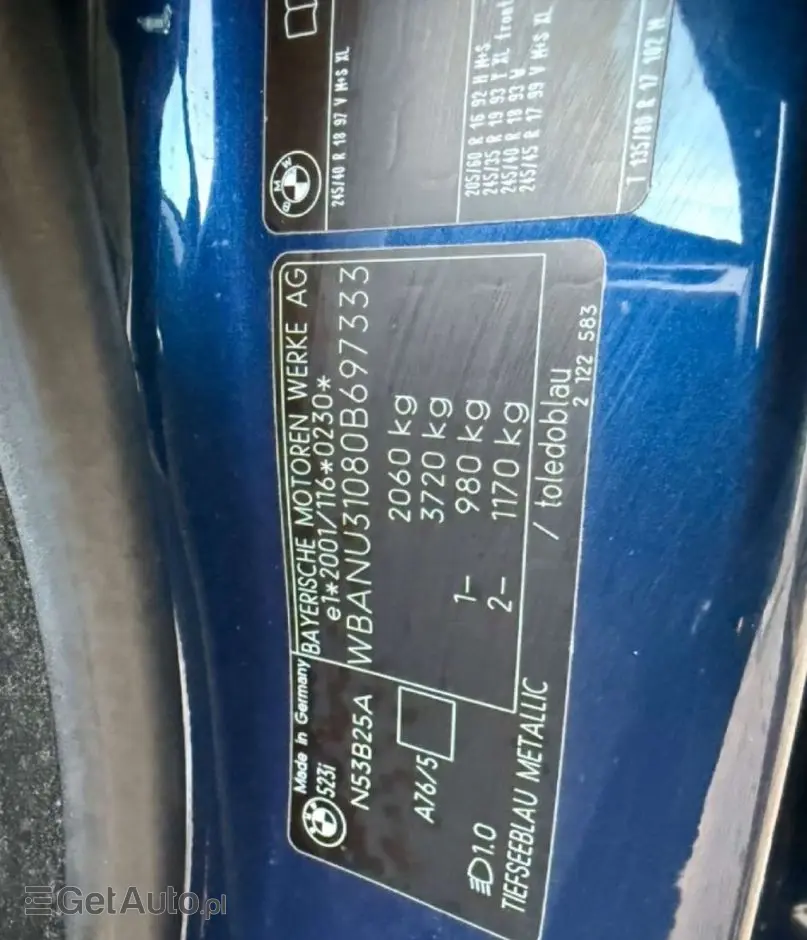 BMW
245/40 R 18 97 V M+S XL
205/60 R 16 92 H M+S
245/35 R 19 93 Y XL front
245/40 R 18 93 W
245/45 R 17 99 V M+S XL
T 135/80 R 17 102 M
Made in Germany
BAYERISCHE MOTOREN WERKE AG
523i
e1*2001/116*0230*
N53B25A
WBANU31080B697333
2060 kg
3720 kg
1- 980 kg
2- 1170 kg
A76/5
1.0
TIEFSEEBLAU METALLIC / toledoblau
2 122 583
GetAuto.pl